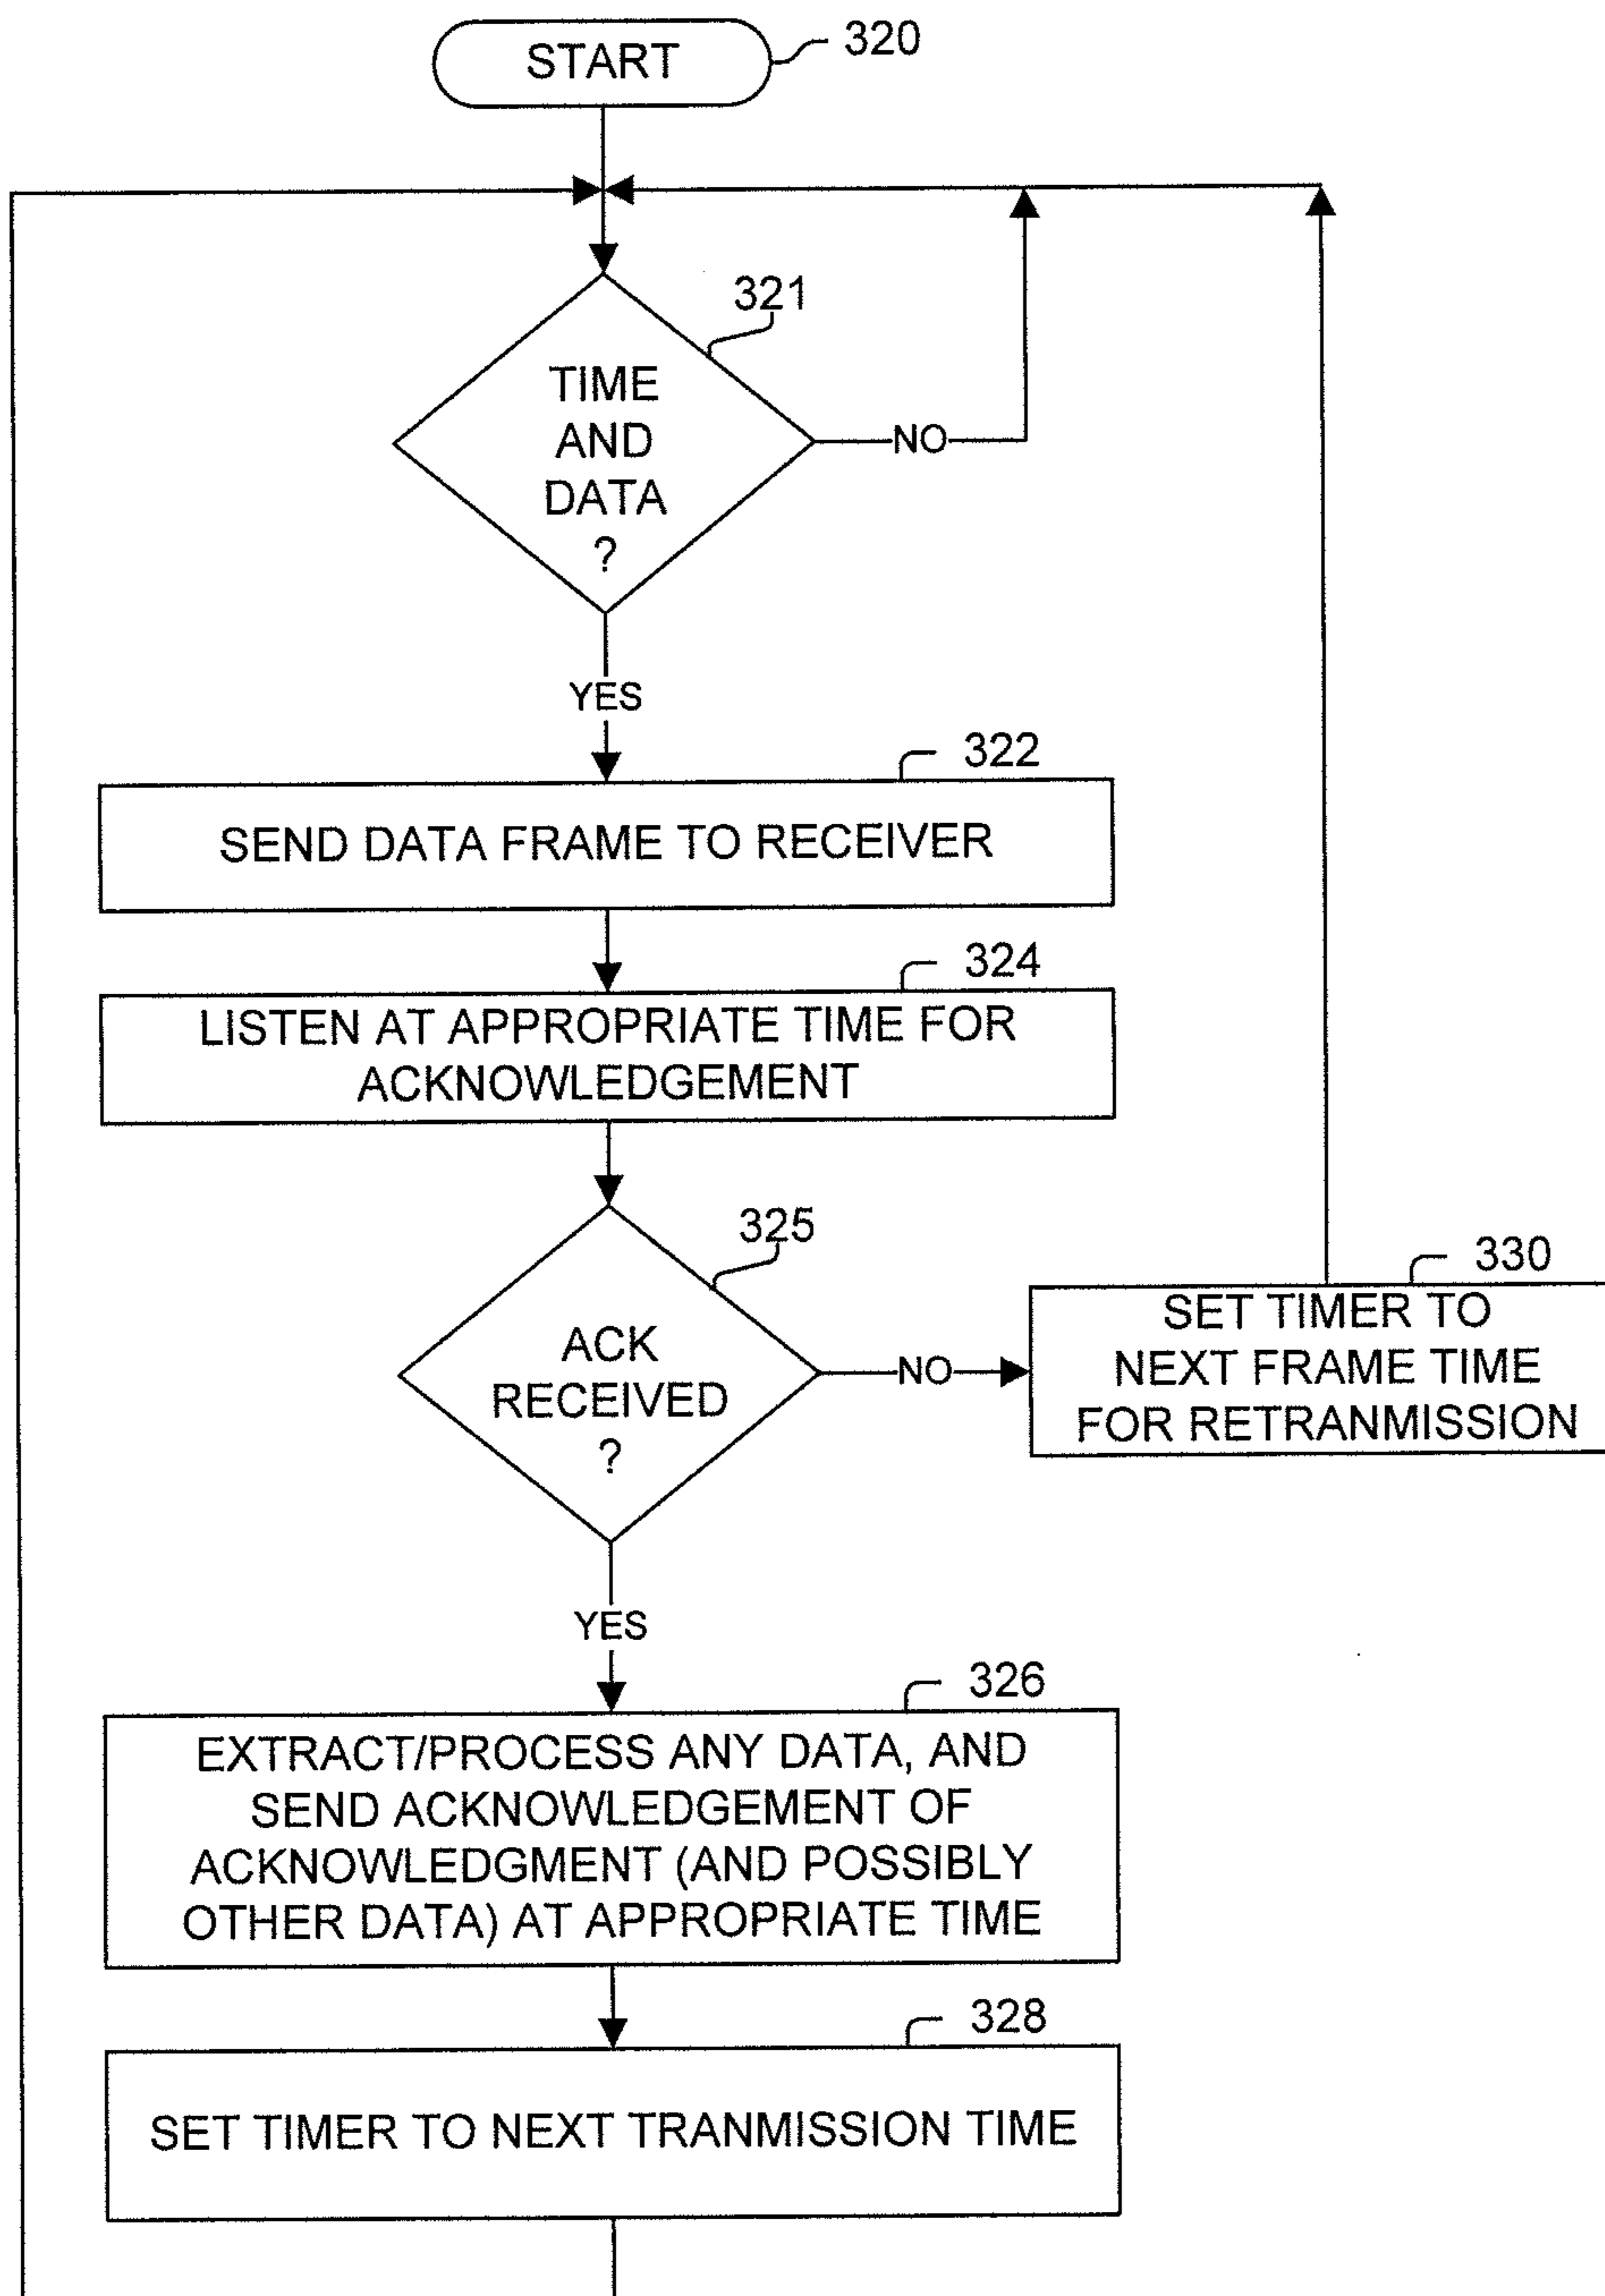 START
320
321
TIME
AND
DATA
?
NO
YES
322
SEND DATA FRAME TO RECEIVER
324
LISTEN AT APPROPRIATE TIME FOR
ACKNOWLEDGEMENT
325
ACK
RECEIVED
?
NO
330
SET TIMER TO
NEXT FRAME TIME
FOR RETRANMISSION
YES
326
EXTRACT/PROCESS ANY DATA, AND
SEND ACKNOWLEDGEMENT OF
ACKNOWLEDGMENT (AND POSSIBLY
OTHER DATA) AT APPROPRIATE TIME
328
SET TIMER TO NEXT TRANMISSION TIME